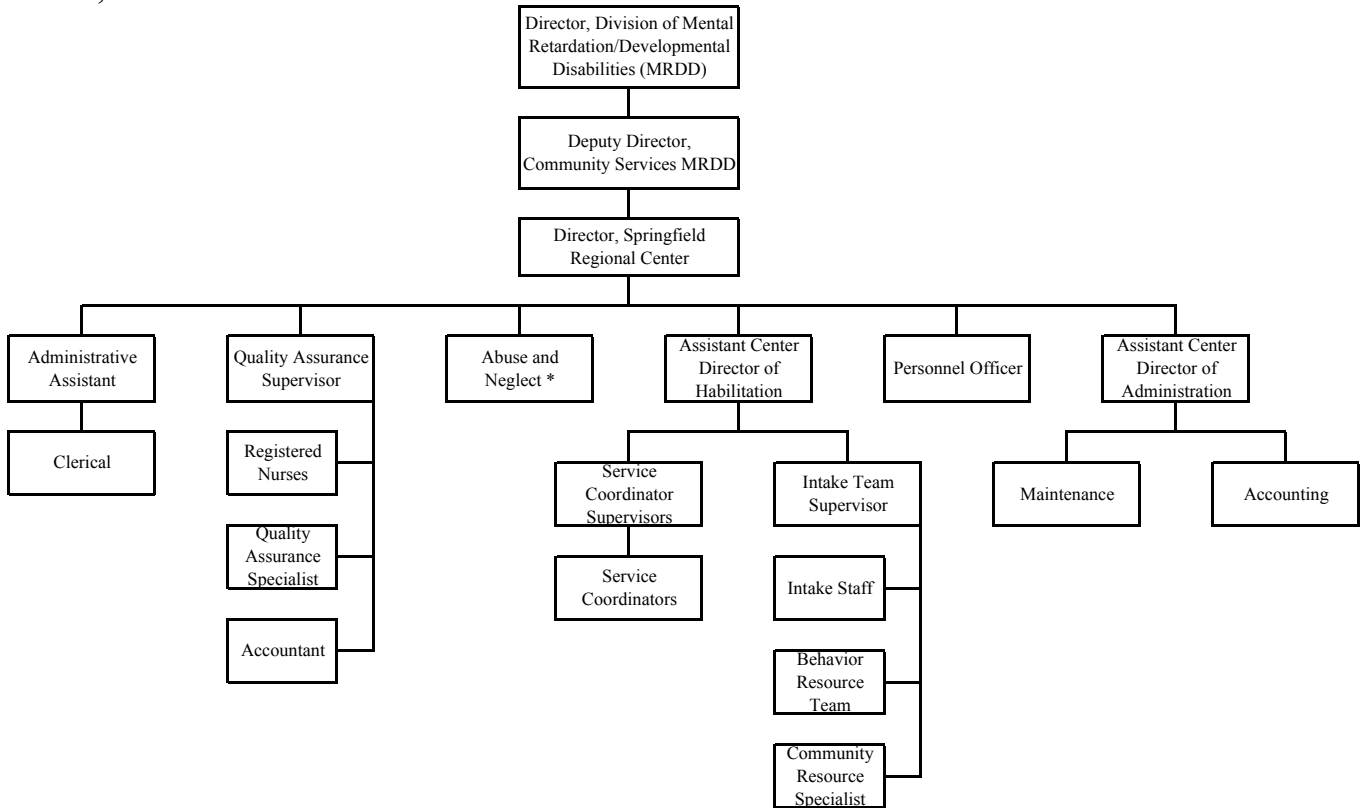 Director, Division of Mental
Retardation/Developmental
Disabilities (MRDD)
Deputy Director,
Community Services MRDD
Director, Springfield
Regional Center
Administrative
Assistant
Quality Assurance
Supervisor
Abuse and
Neglect *
Assistant Center
Director of
Habilitation
Personnel Officer
Assistant Center
Director of
Administration
Clerical
Registered
Nurses
Quality
Assurance
Specialist
Accountant
Service
Coordinator
Supervisors
Service
Coordinators
Intake Team
Supervisor
Intake Staff
Behavior
Resource
Team
Community
Resource
Specialist
Maintenance
Accounting